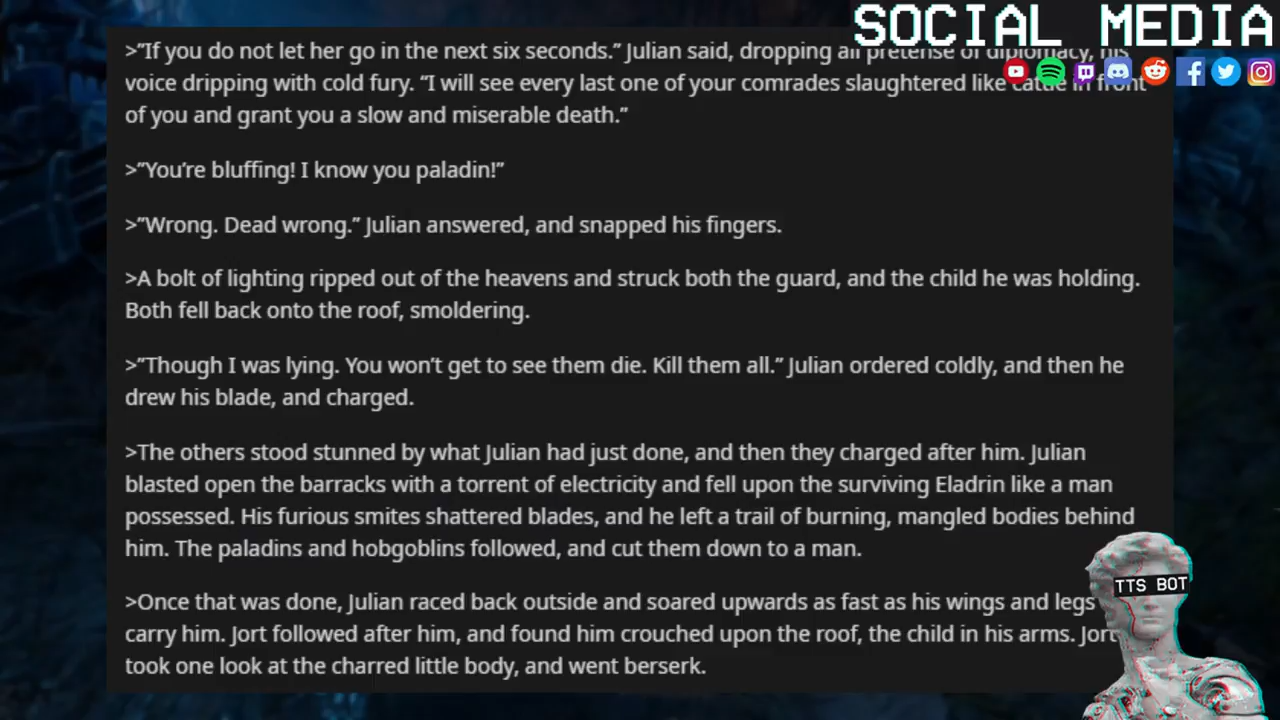 SOCIAL MEDIA
>”If you do not let her go in the next six seconds.” Julian said, dropping all pretense of diplomacy, his
voice dripping with cold fury. “I will see every last one of your comrades slaughtered like cattle in front
of you and grant you a slow and miserable death.”
>”You’re bluffing! I know you paladin!”
>”Wrong. Dead wrong.” Julian answered, and snapped his fingers.
>A bolt of lighting ripped out of the heavens and struck both the guard, and the child he was holding.
Both fell back onto the roof, smoldering.
>”Though I was lying. You won’t get to see them die. Kill them all.” Julian ordered coldly, and then he
drew his blade, and charged.
>The others stood stunned by what Julian had just done, and then they charged after him. Julian
blasted open the barracks with a torrent of electricity and fell upon the surviving Eladrin like a man
possessed. His furious smites shattered blades, and he left a trail of burning, mangled bodies behind
him. The paladins and hobgoblins followed, and cut them down to a man.
>Once that was done, Julian raced back outside and soared upwards as fast as his wings and legs
carry him. Jort followed after him, and found him crouched upon the roof, the child in his arms. Jort
took one look at the charred little body, and went berserk.
TTS BOT